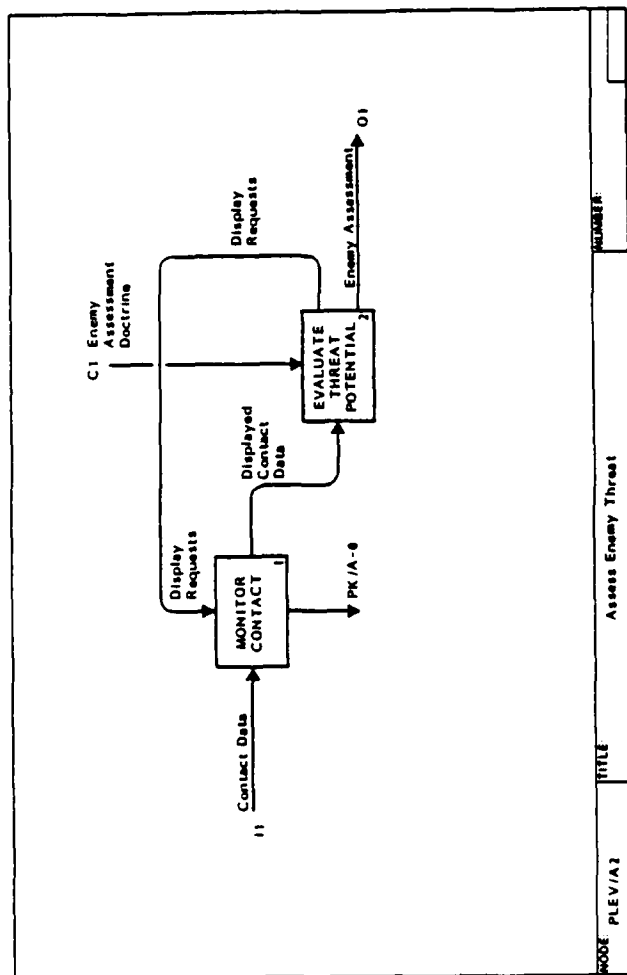 C1 Enemy
Assessment
Doctrine
Display
Requests
Display
Requests
I1
Contact Data
MONITOR
CONTACT
1
Displayed
Contact
Data
PK/A-0
EVALUATE
THREAT
POTENTIAL
2
Enemy Assessment
O1
NODE: PLEV/A2
TITLE:
Assess Enemy Threat
NUMBER: